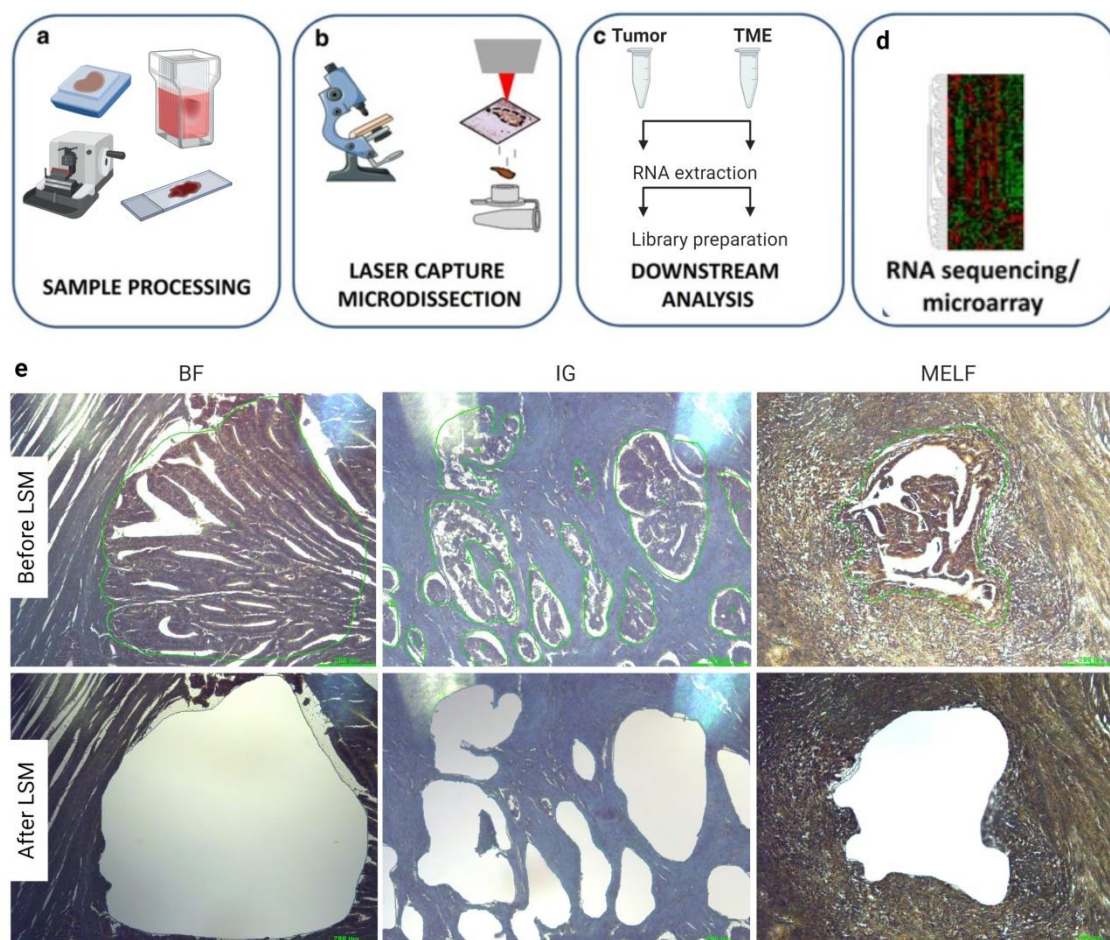 a
SAMPLE PROCESSING
b
LASER CAPTURE
MICRODISSECTION
c
Tumor TME
RNA extraction
Library preparation
DOWNSTREAM
ANALYSIS
d
RNA sequencing/
microarray
e
BF IG MELF
Before LSM
After LSM